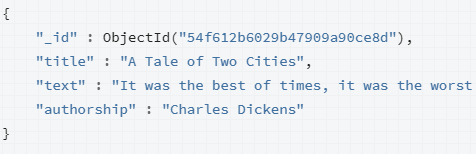 {
"_id" : ObjectId("54f612b6029b47909a90ce8d"),
"title" : "A Tale of Two Cities",
"text" : "It was the best of times, it was the worst
"authorship" : "Charles Dickens"
}